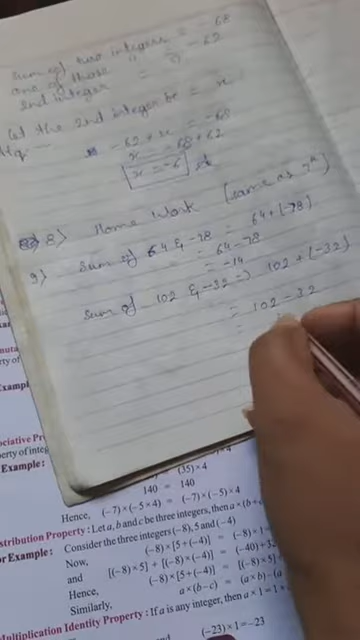 Sum of two integers = -68
one of those " = -62
2nd integer = ?
Let the 2nd integer be = x
-62 + x = -68
x = -68 + 62
x = -6
8) Home Work (same as 7th)
9) Sum of 64 & -78 = 64 + (-78)
= 64 - 78
= -14
Sum of 102 & -32 => 102 + (-32)
= 102 - 32
=
Example:
(35) × 4
140 = 140
Hence, (-7) × (-5 × 4) = (-7) × (-5) × 4
Distribution Property : Let a, b and c be three integers, then a × (b +
For Example: Consider the three integers (-8), 5 and (-4)
Now, (-8) × [5 + (-4)] = (-8) × 1
and [(-8) × 5] + [(-8) × (-4)] = (-40) + 32
Hence, (-8) × [5 + (-4)] = [(-8) × 5]
Similarly, a × (b – c) = (a × b) – (a
Multiplication Identity Property : If a is any integer, then a × 1 = 1 ×
(-23) × 1 = -23